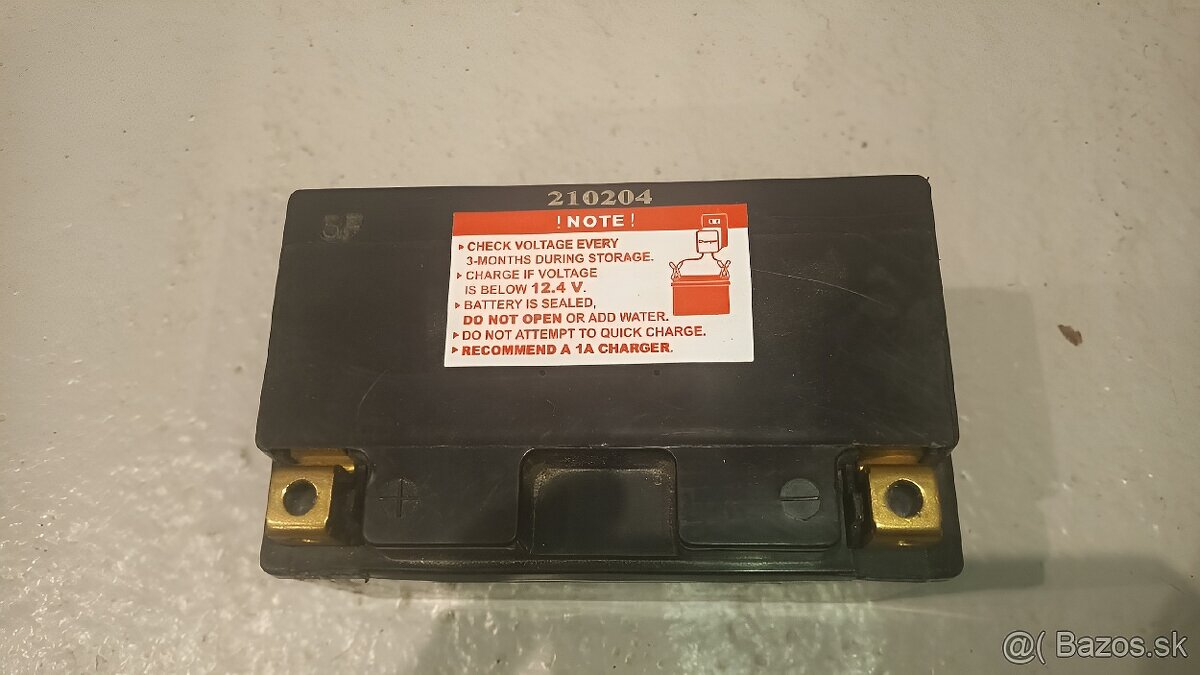 210204
5F
! NOTE !
▸ CHECK VOLTAGE EVERY
3-MONTHS DURING STORAGE.
▸ CHARGE IF VOLTAGE
IS BELOW 12.4 V.
▸ BATTERY IS SEALED,
DO NOT OPEN OR ADD WATER.
▸ DO NOT ATTEMPT TO QUICK CHARGE.
▸ RECOMMEND A 1A CHARGER.
+ −
@( Bazos.sk